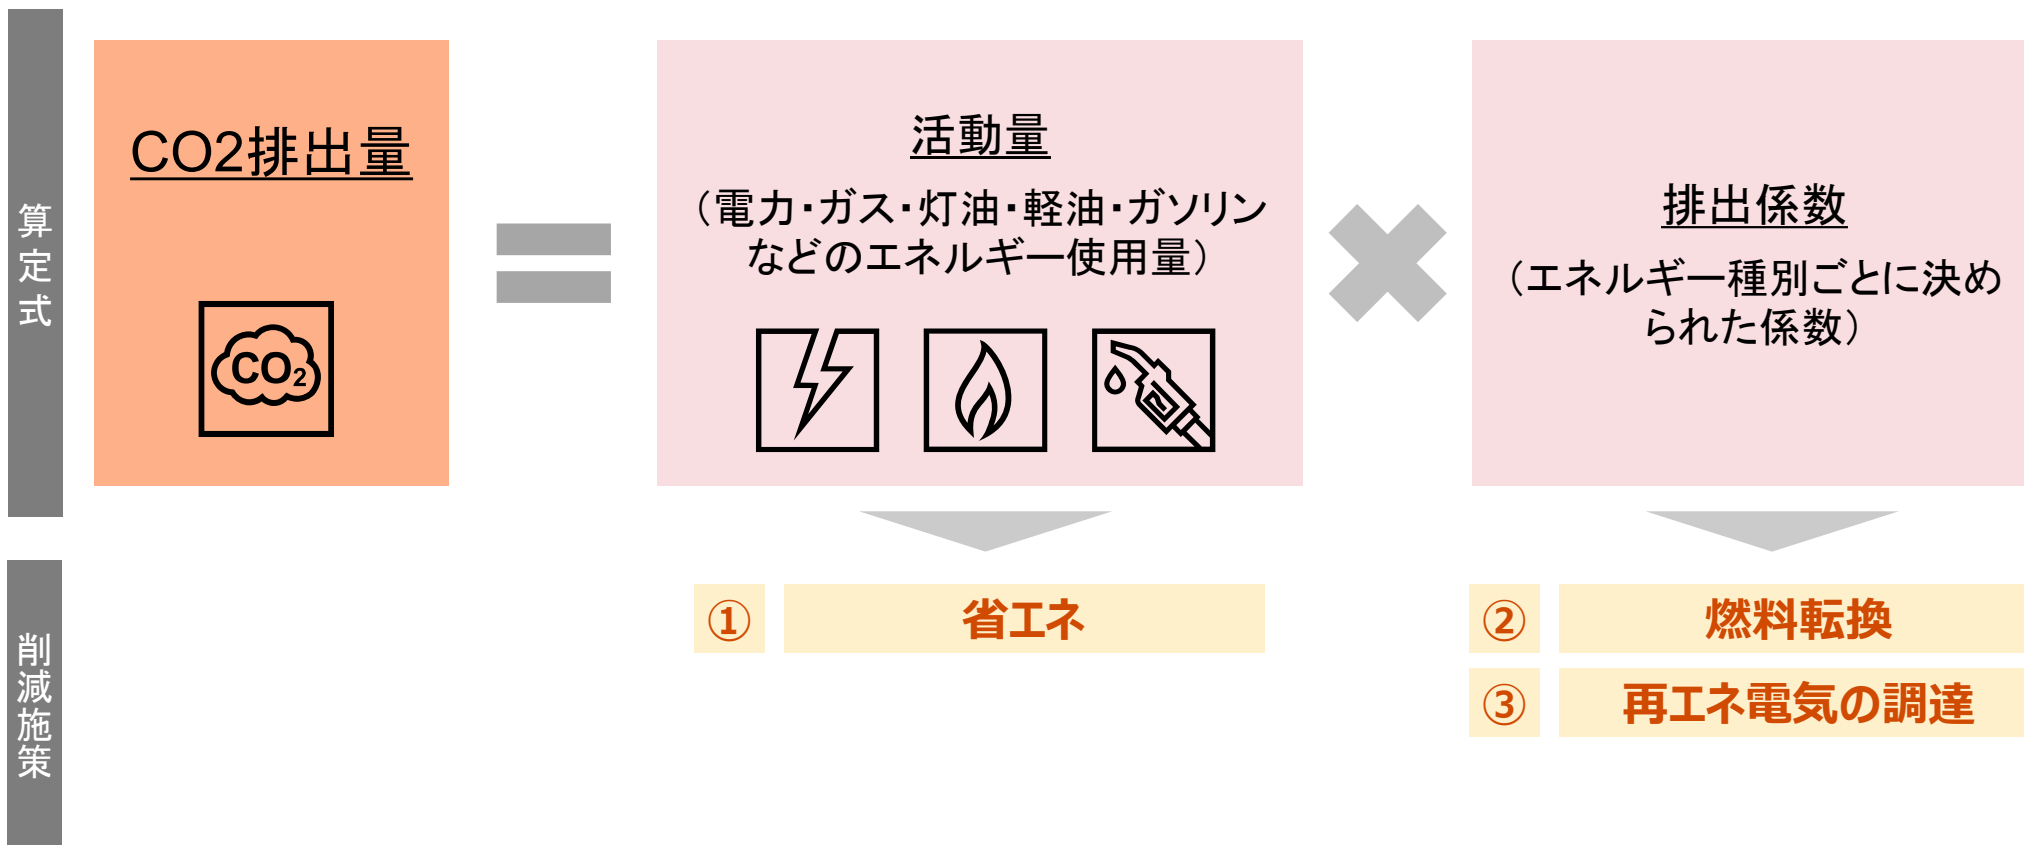 算定式
CO2排出量
CO2
活動量
（電力・ガス・灯油・軽油・ガソリン
などのエネルギー使用量）
排出係数
（エネルギー種別ごとに決め
られた係数）
削減施策
① 省エネ
② 燃料転換
③ 再エネ電気の調達